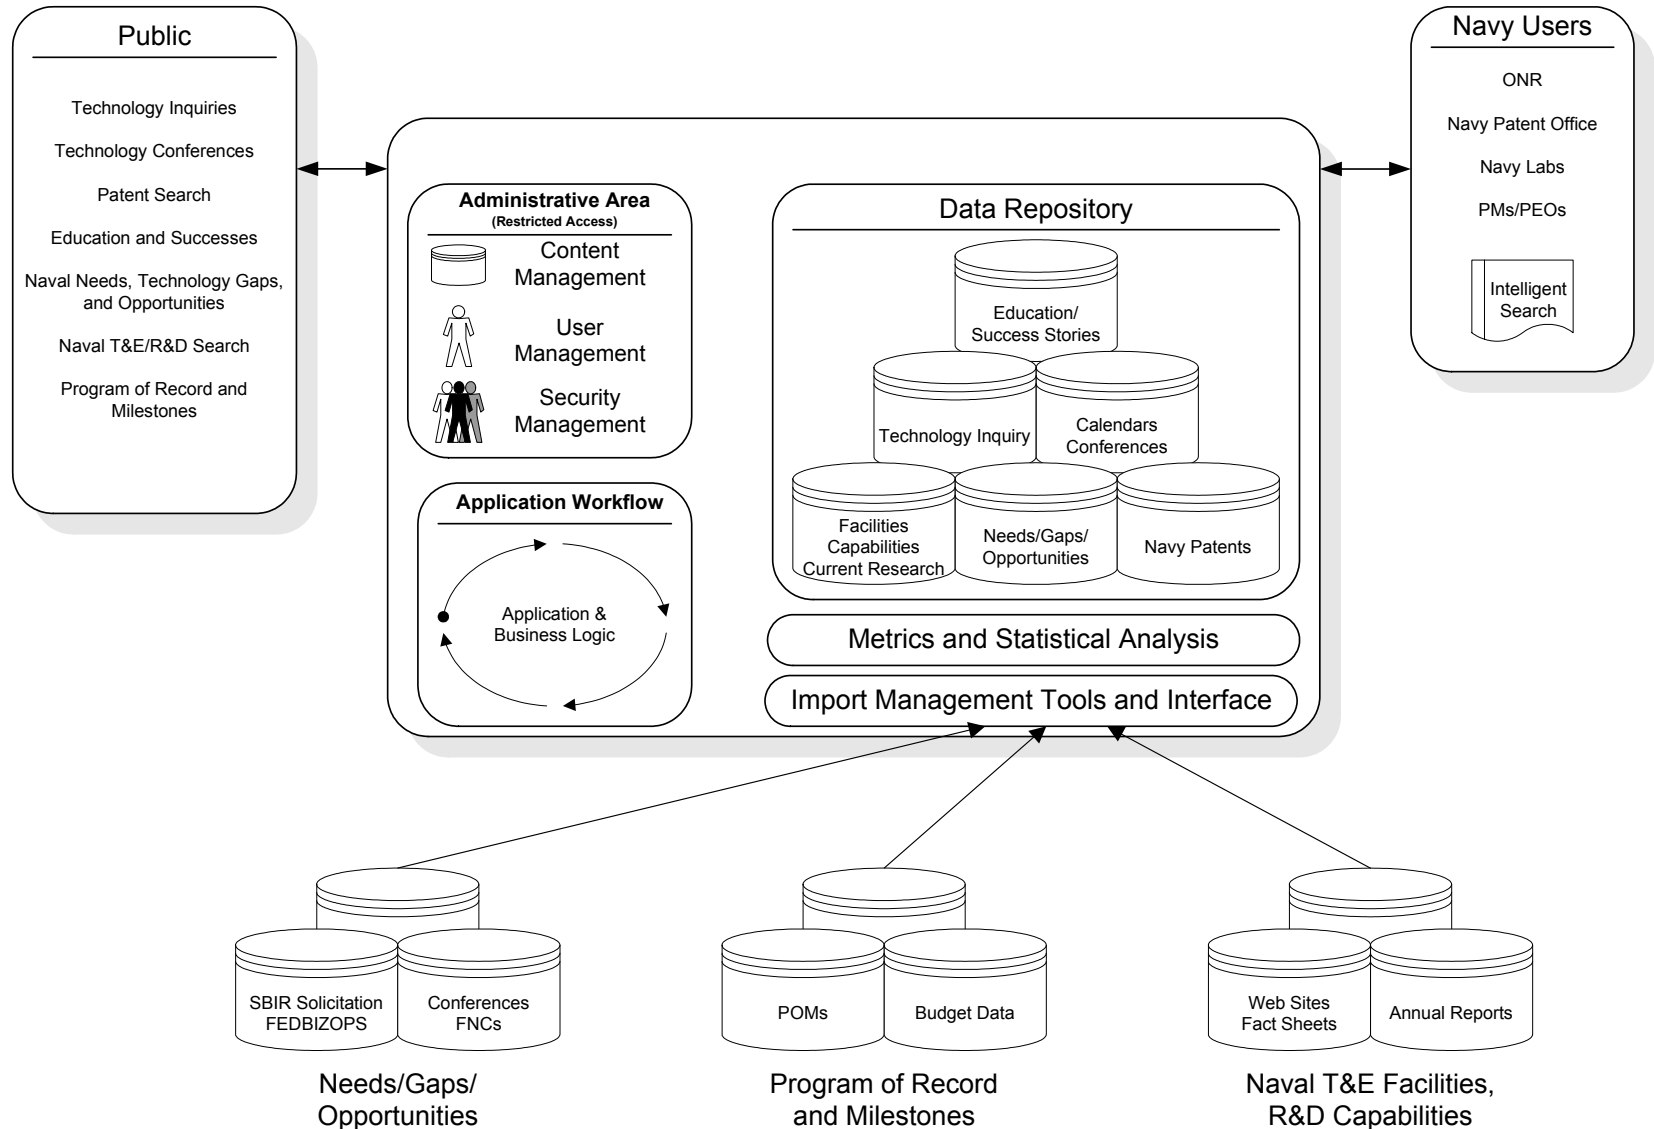 Public
Technology Inquiries
Technology Conferences
Patent Search
Education and Successes
Naval Needs, Technology Gaps,
and Opportunities
Naval T&E/R&D Search
Program of Record and
Milestones
Administrative Area
(Restricted Access)
Content
Management
User
Management
Security
Management
Application Workflow
Application &
Business Logic
Data Repository
Education/
Success Stories
Technology Inquiry
Calendars
Conferences
Facilities
Capabilities
Current Research
Needs/Gaps/
Opportunities
Navy Patents
Metrics and Statistical Analysis
Import Management Tools and Interface
Navy Users
ONR
Navy Patent Office
Navy Labs
PMs/PEOs
Intelligent
Search
SBIR Solicitation
FEDBIZOPS
Conferences
FNCs
Needs/Gaps/
Opportunities
POMs
Budget Data
Program of Record
and Milestones
Web Sites
Fact Sheets
Annual Reports
Naval T&E Facilities,
R&D Capabilities